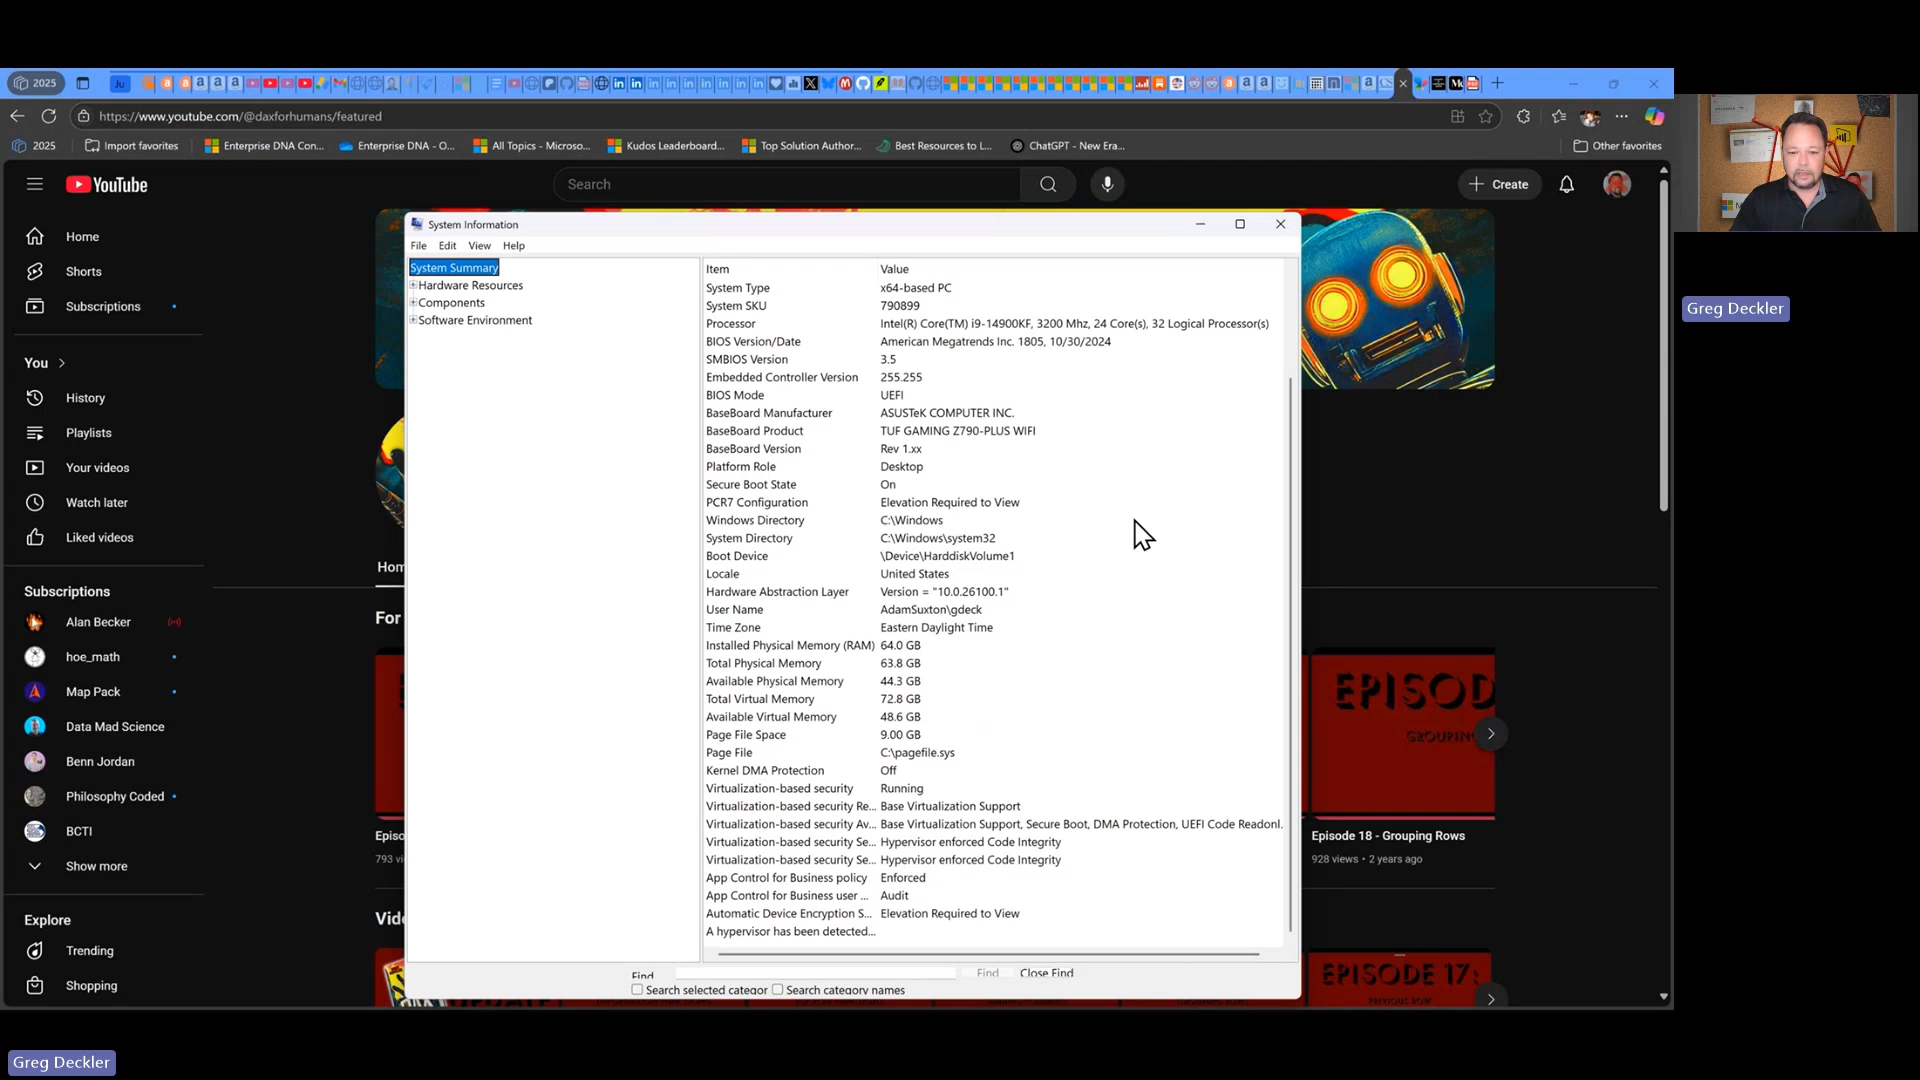 2025
https://www.youtube.com/@daxforhumans/featured
2025
Import favorites
Enterprise DNA Con...
Enterprise DNA - O...
All Topics - Microso...
Kudos Leaderboard...
Top Solution Author...
Best Resources to L...
ChatGPT - New Era...
Other favorites
YouTube
Search
Create
Home
Shorts
Subscriptions
You
History
Playlists
Your videos
Watch later
Liked videos
Subscriptions
Alan Becker
hoe_math
Map Pack
Data Mad Science
Benn Jordan
Philosophy Coded
BCTI
Show more
Explore
Trending
Shopping
Hom
For
Episo
793 vi
Vide
System Information
File Edit View Help
System Summary
Hardware Resources
Components
Software Environment
Item Value
System Type x64-based PC
System SKU 790899
Processor Intel(R) Core(TM) i9-14900KF, 3200 Mhz, 24 Core(s), 32 Logical Processor(s)
BIOS Version/Date American Megatrends Inc. 1805, 10/30/2024
SMBIOS Version 3.5
Embedded Controller Version 255.255
BIOS Mode UEFI
BaseBoard Manufacturer ASUSTeK COMPUTER INC.
BaseBoard Product TUF GAMING Z790-PLUS WIFI
BaseBoard Version Rev 1.xx
Platform Role Desktop
Secure Boot State On
PCR7 Configuration Elevation Required to View
Windows Directory C:\Windows
System Directory C:\Windows\system32
Boot Device \Device\HarddiskVolume1
Locale United States
Hardware Abstraction Layer Version = "10.0.26100.1"
User Name AdamSuxton\gdeck
Time Zone Eastern Daylight Time
Installed Physical Memory (RAM) 64.0 GB
Total Physical Memory 63.8 GB
Available Physical Memory 44.3 GB
Total Virtual Memory 72.8 GB
Available Virtual Memory 48.6 GB
Page File Space 9.00 GB
Page File C:\pagefile.sys
Kernel DMA Protection Off
Virtualization-based security Running
Virtualization-based security Re... Base Virtualization Support
Virtualization-based security Av... Base Virtualization Support, Secure Boot, DMA Protection, UEFI Code Readonl.
Virtualization-based security Se... Hypervisor enforced Code Integrity
Virtualization-based security Se... Hypervisor enforced Code Integrity
App Control for Business policy Enforced
App Control for Business user ... Audit
Automatic Device Encryption S... Elevation Required to View
A hypervisor has been detected...
Find Find Close Find
Search selected categor Search category names
EPISOD
GROUPIN
Episode 18 - Grouping Rows
928 views • 2 years ago
EPISODE 17:
PREVIOUS ROW
Greg Deckler
Greg Deckler